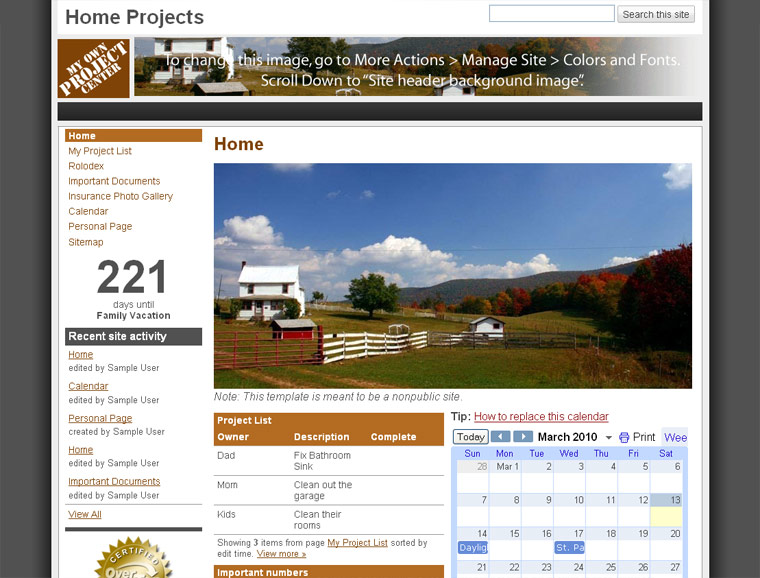 Home Projects
Search this site
MY OWN
PROJECT
CENTER
To change this image, go to More Actions > Manage Site > Colors and Fonts.
Scroll Down to "Site header background image".
Home
My Project List
Rolodex
Important Documents
Insurance Photo Gallery
Calendar
Personal Page
Sitemap
221
days until
Family Vacation
Recent site activity
Home
edited by Sample User
Calendar
edited by Sample User
Personal Page
created by Sample User
Home
edited by Sample User
Important Documents
edited by Sample User
View All
CERTIFIED
Over
Home
Note: This template is meant to be a nonpublic site.
Project List
Owner Description Complete
Dad Fix Bathroom
Sink
Mom Clean out the
garage
Kids Clean their
rooms
Showing 3 items from page My Project List sorted by
edit time. View more »
Important numbers
Tip: How to replace this calendar
Today March 2010 Print Wee
Sun Mon Tue Wed Thu Fri Sat
28 Mar 1 2 3 4 5 6
7 8 9 10 11 12 13
14 15 16 17 18 19 20
Dayligl St. Pa
21 22 23 24 25 26 27